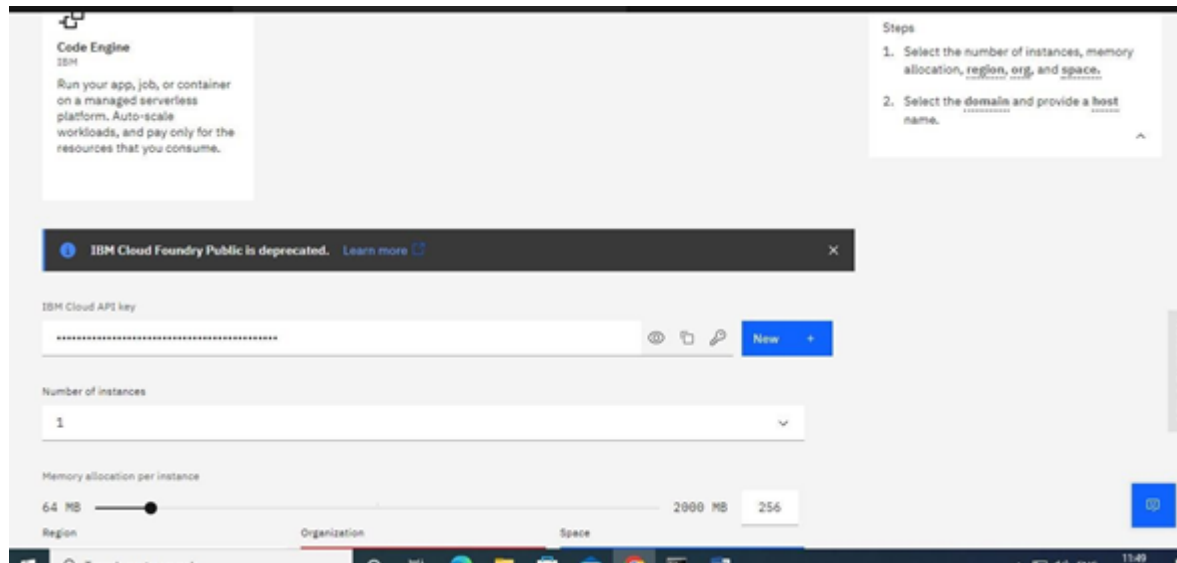 Code Engine
IBM
Run your app, job, or container
on a managed serverless
platform. Auto-scale
workloads, and pay only for the
resources that you consume.
Steps
1. Select the number of instances, memory
allocation, region, org, and space.
2. Select the domain and provide a host
name.
IBM Cloud Foundry Public is deprecated. Learn more
IBM Cloud API key
New +
Number of instances
1
Memory allocation per instance
64 MB 2000 MB 256
Region Organization Space
11:49